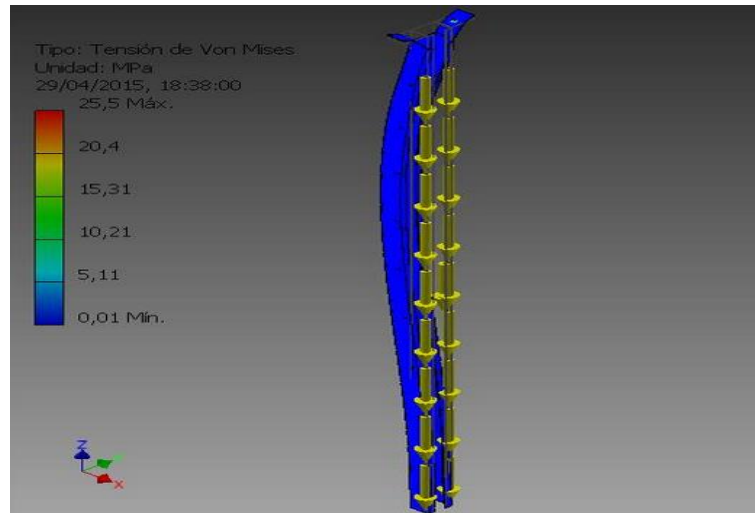 Tipo: Tensión de Von Mises
Unidad: MPa
29/04/2015, 18:38:00
25,5 Máx.
20,4
15,31
10,21
5,11
0,01 Mín.
Z
X